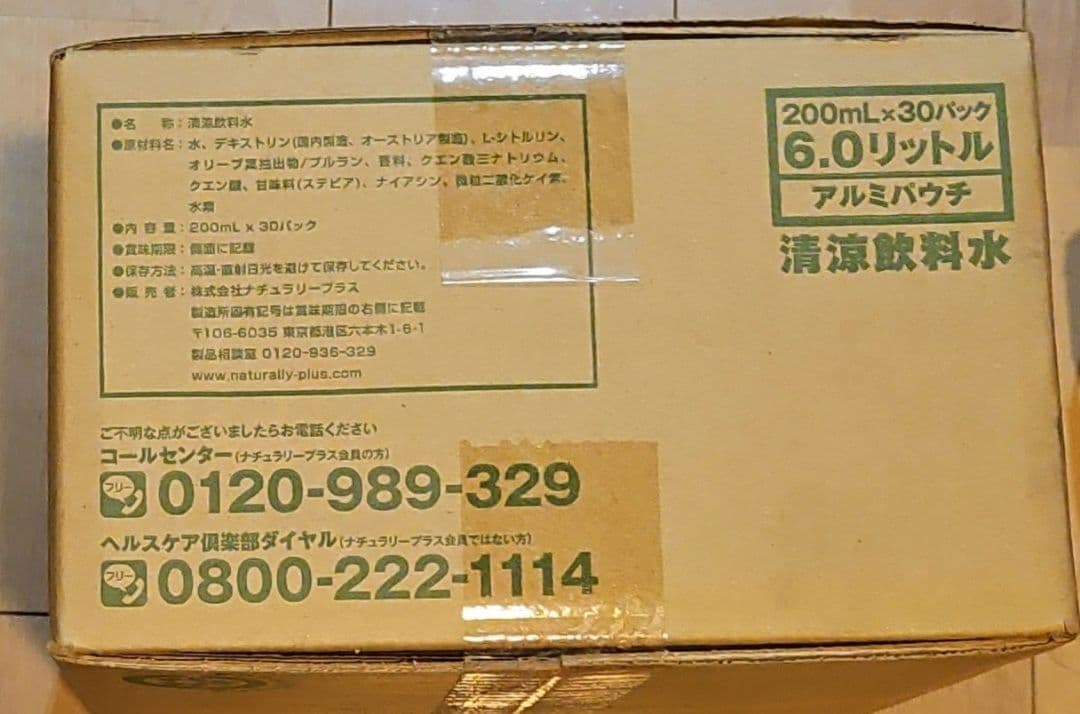 ●名　　称：清涼飲料水
●原材料名：水、デキストリン(国内製造、オーストリア製造)、L-シトルリン、
オリーブ葉抽出物/プルラン、香料、クエン酸三ナトリウム、
クエン酸、甘味料(ステビア)、ナイアシン、微粒二酸化ケイ素、
水素
●内 容 量：200mL x 30パック
●賞味期限：側面に記載
●保存方法：高温・直射日光を避けて保存してください。
●販 売 者：株式会社ナチュラリープラス
製造所固有記号は賞味期限の右側に記載
〒106-6035 東京都港区六本木1-6-1
製品相談室 0120-936-329
www.naturally-plus.com
200mL×30パック
6.0リットル
アルミパウチ
清涼飲料水
ご不明な点がございましたらお電話ください
コールセンター(ナチュラリープラス会員の方)
フリー 0120-989-329
ヘルスケア倶楽部ダイヤル(ナチュラリープラス会員ではない方)
フリー 0800-222-1114